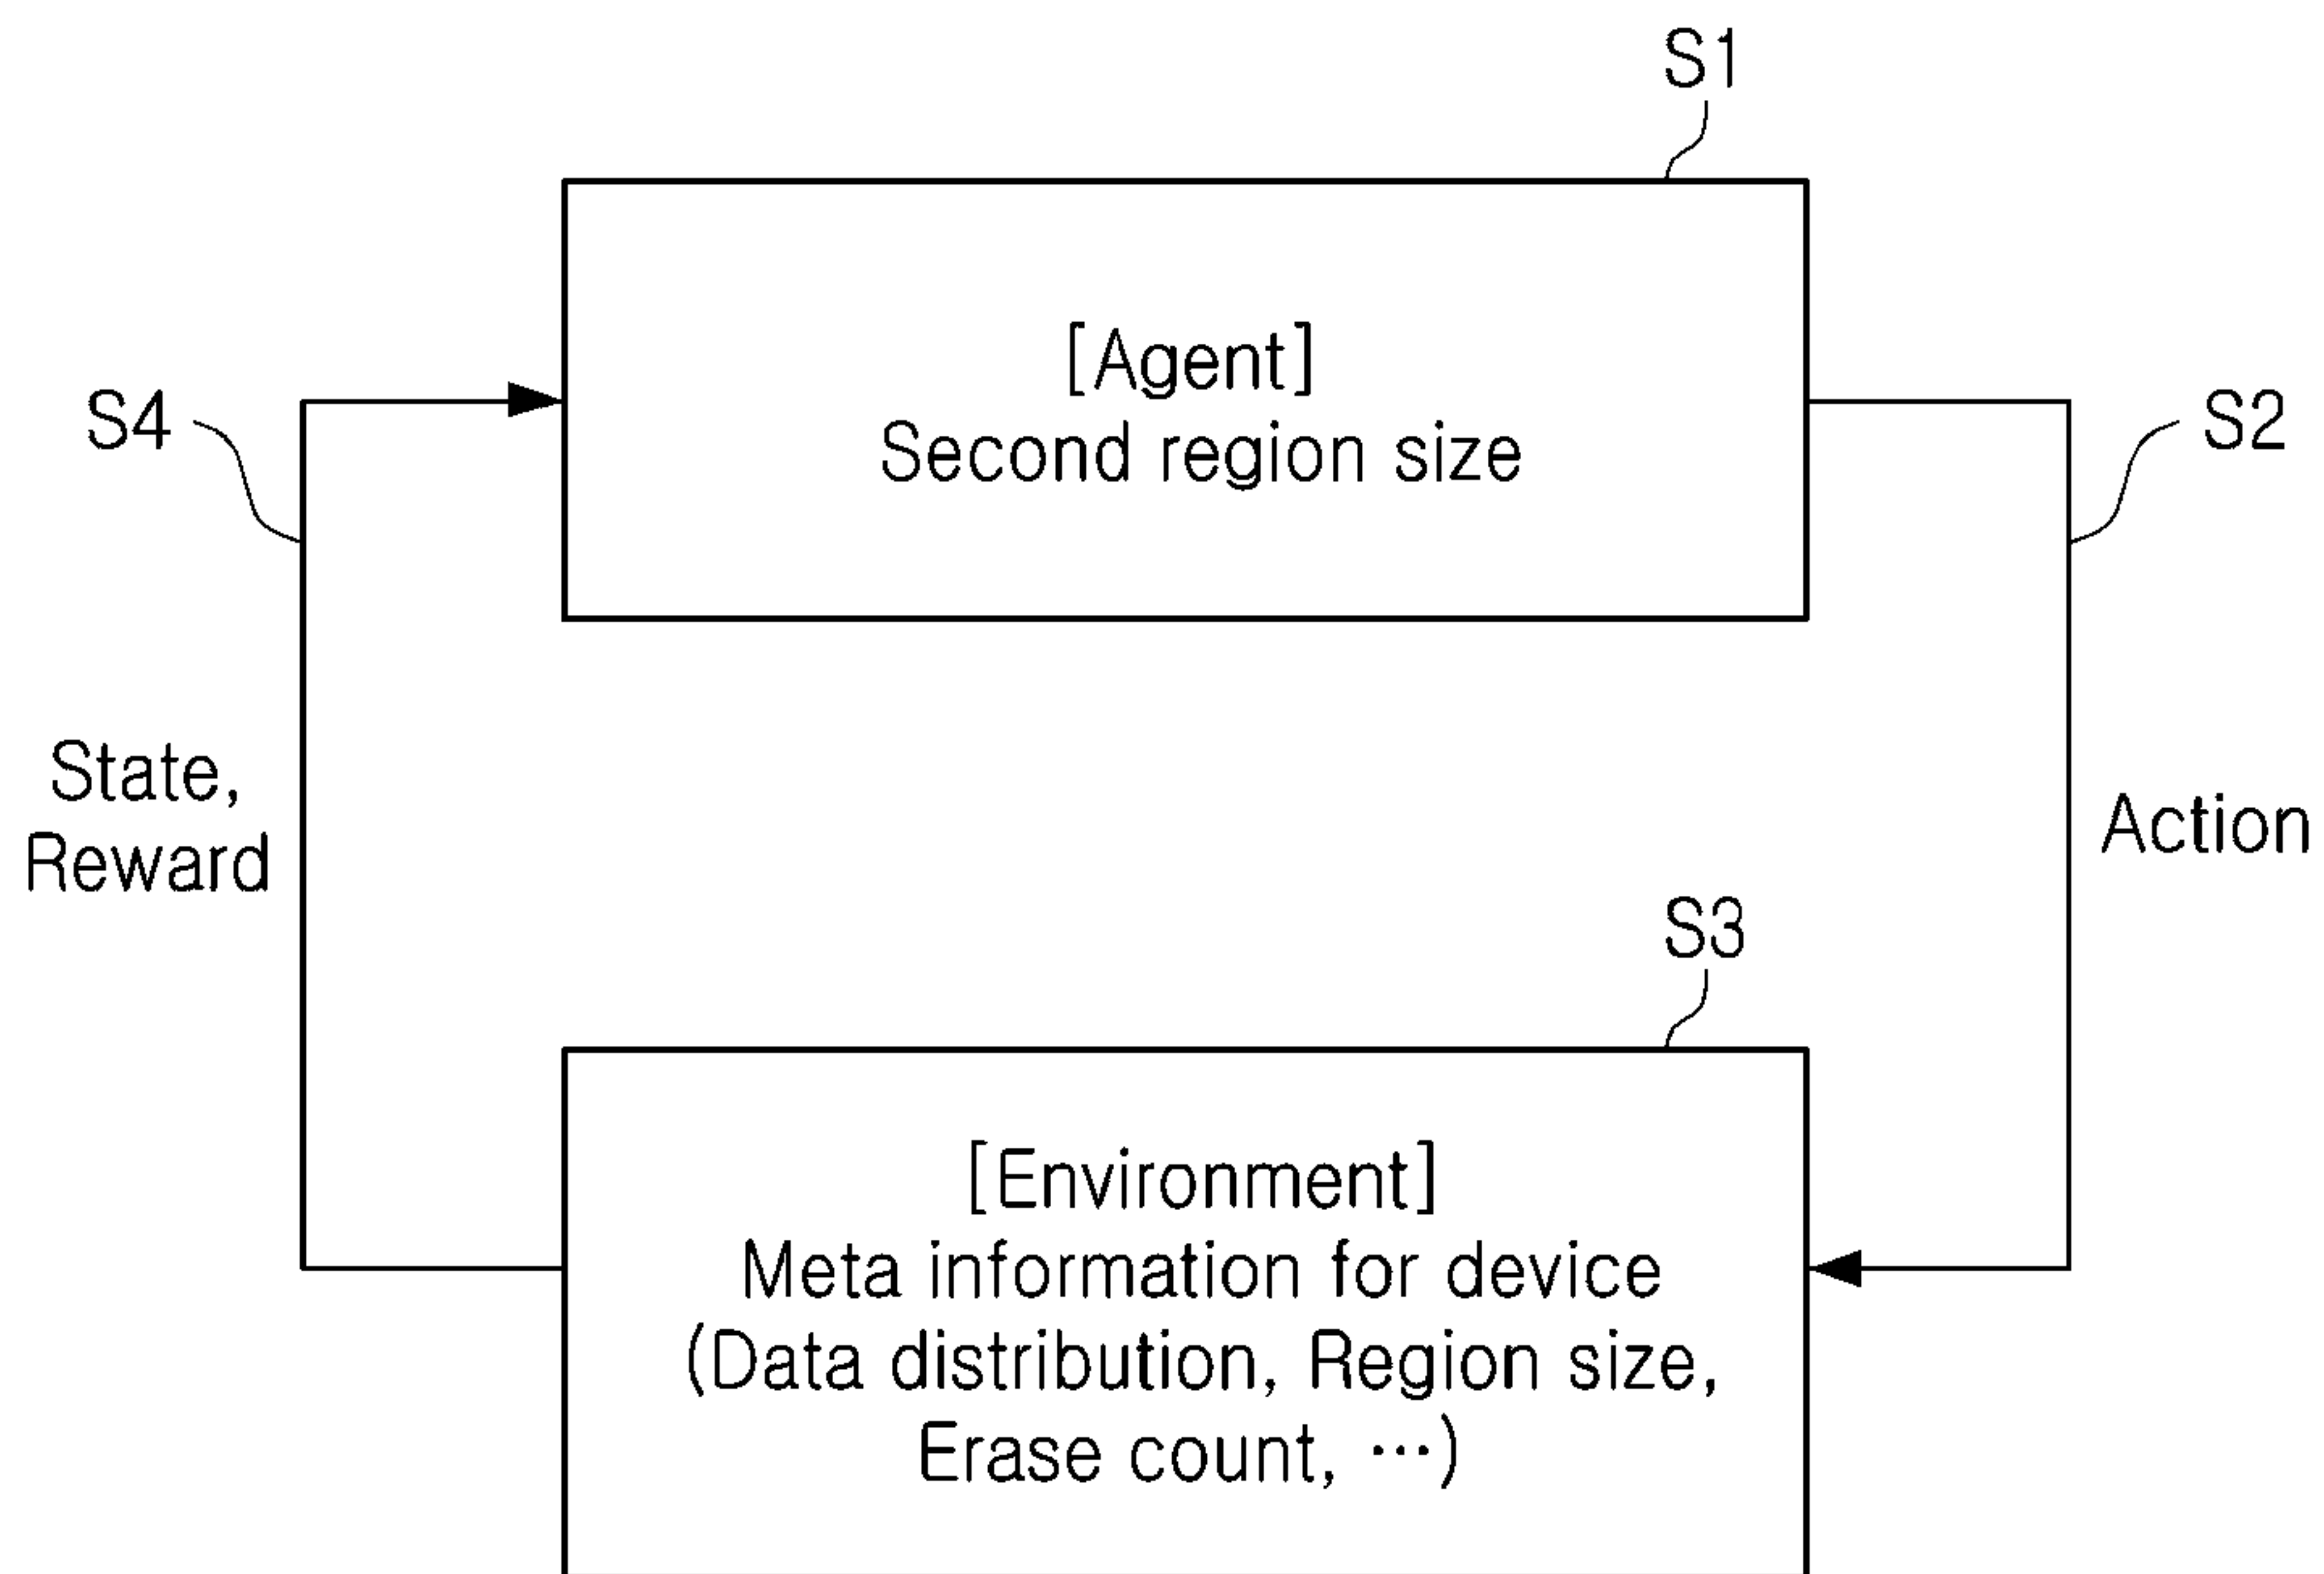 S1
[Agent]
Second region size
S4
S2
State,
Reward
Action
S3
[Environment]
Meta information for device
(Data distribution, Region size,
Erase count, ⋯)